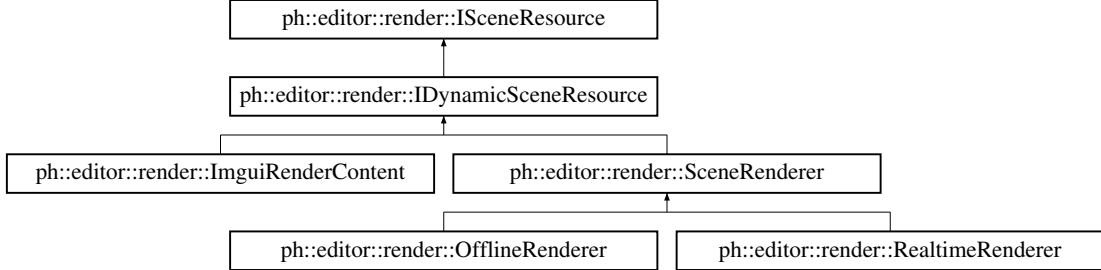 ph::editor::render::ISceneResource
ph::editor::render::IDynamicSceneResource
ph::editor::render::ImguiRenderContent
ph::editor::render::SceneRenderer
ph::editor::render::OfflineRenderer
ph::editor::render::RealtimeRenderer